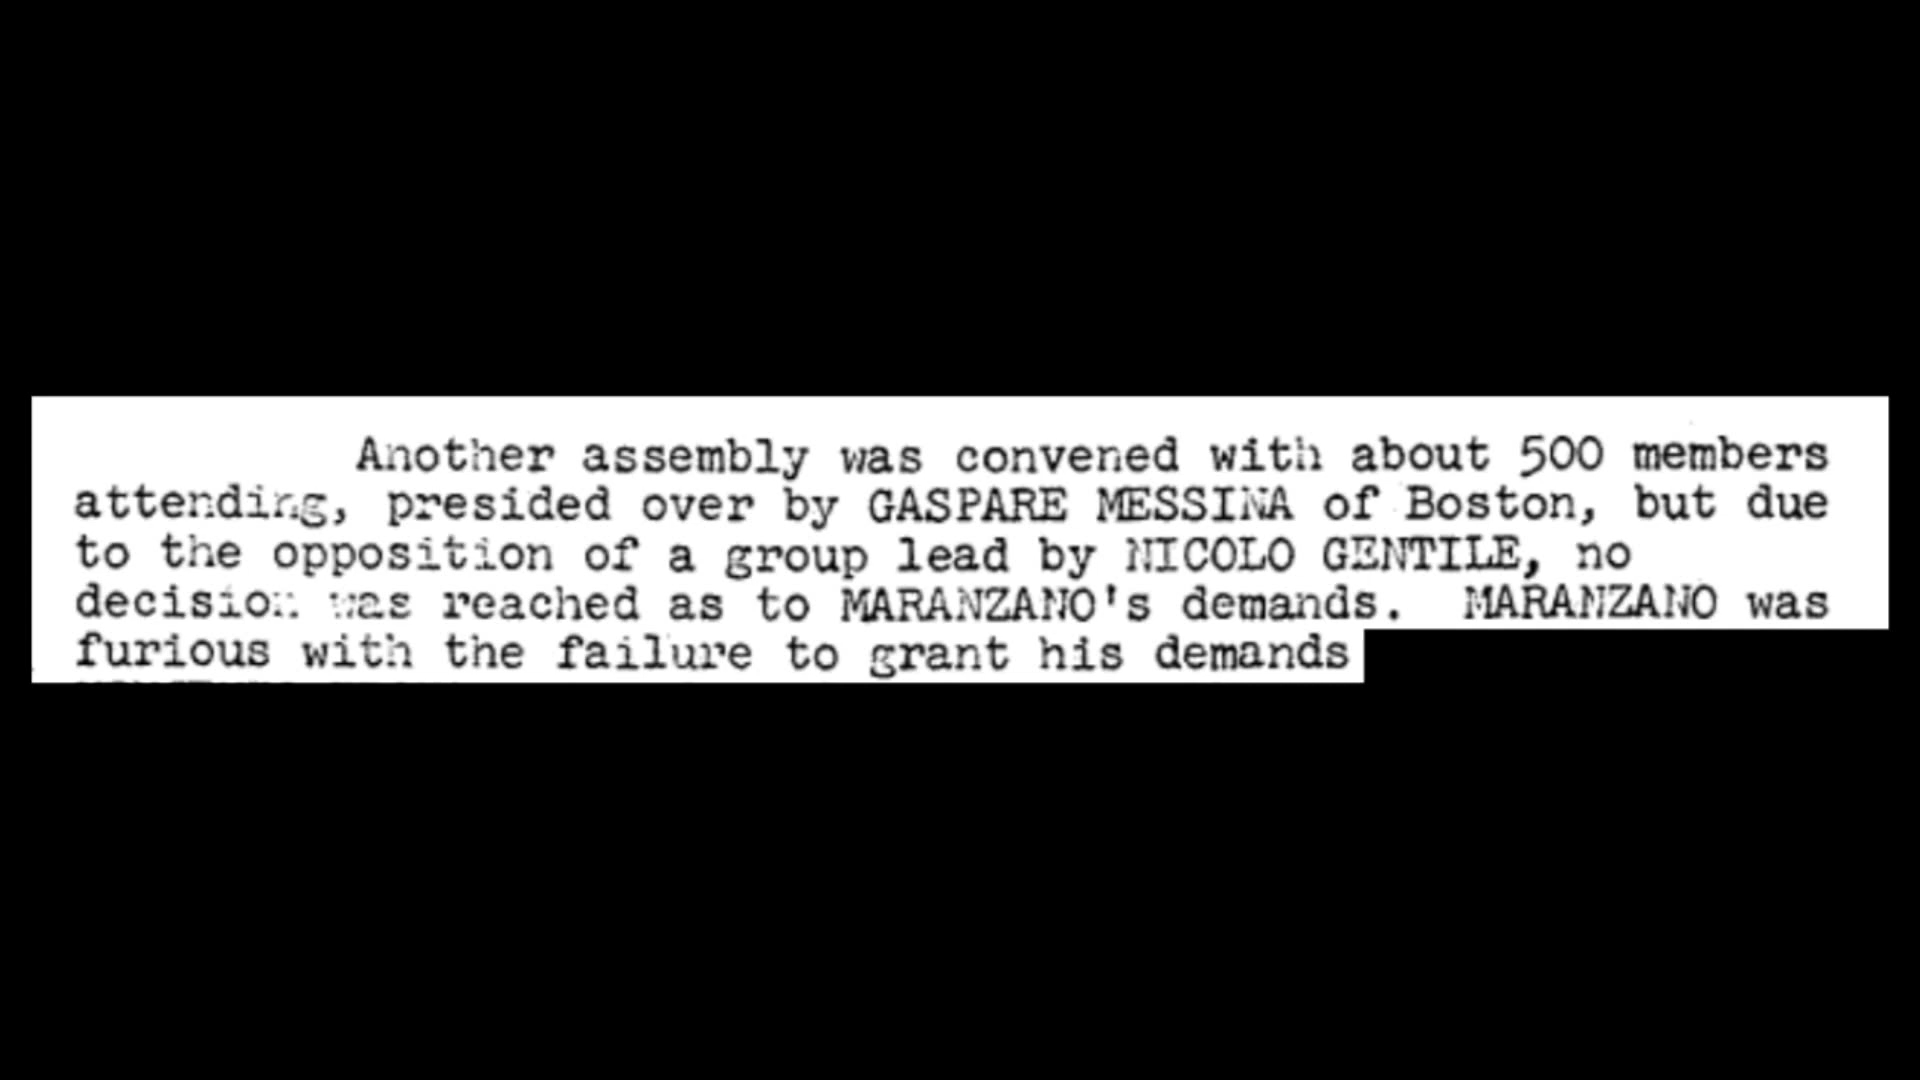 Another assembly was convened with about 500 members
attending, presided over by GASPARE MESSINA of Boston, but due
to the opposition of a group lead by NICOLO GENTILE, no
decision was reached as to MARANZANO's demands. MARANZANO was
furious with the failure to grant his demands